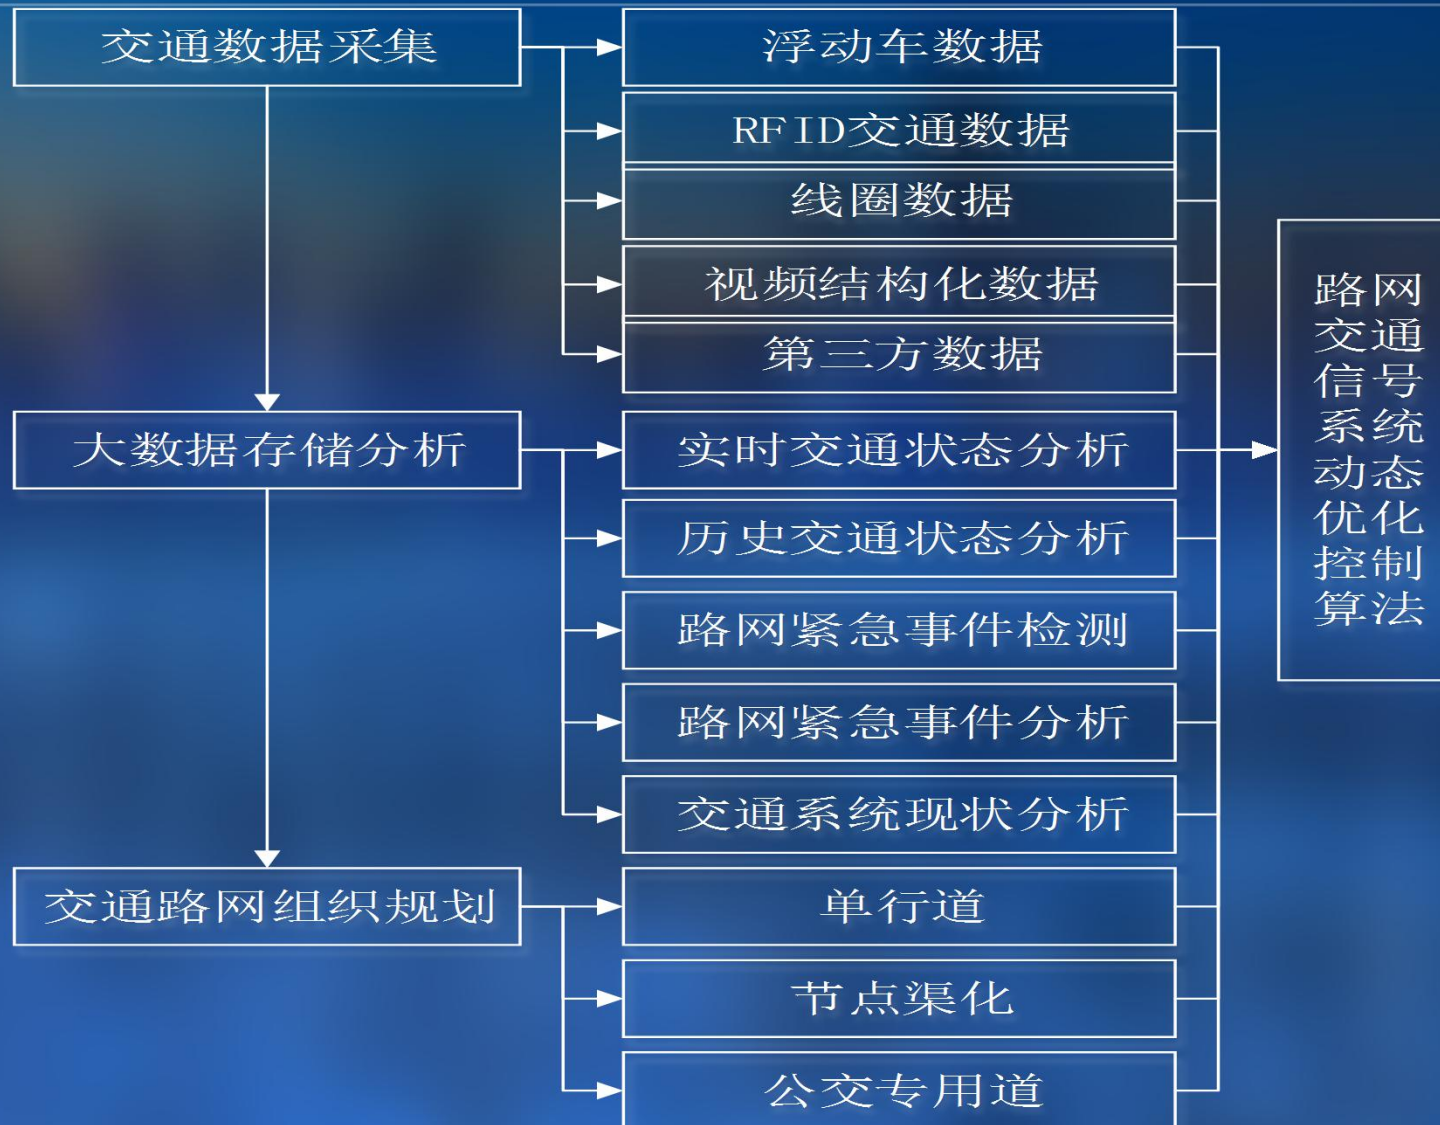 交通数据采集
浮动车数据
RFID交通数据
线圈数据
视频结构化数据
第三方数据
大数据存储分析
实时交通状态分析
历史交通状态分析
路网紧急事件检测
路网紧急事件分析
交通系统现状分析
交通路网组织规划
单行道
节点渠化
公交专用道
路网
交通
信号
系统
动态
优化
控制
算法